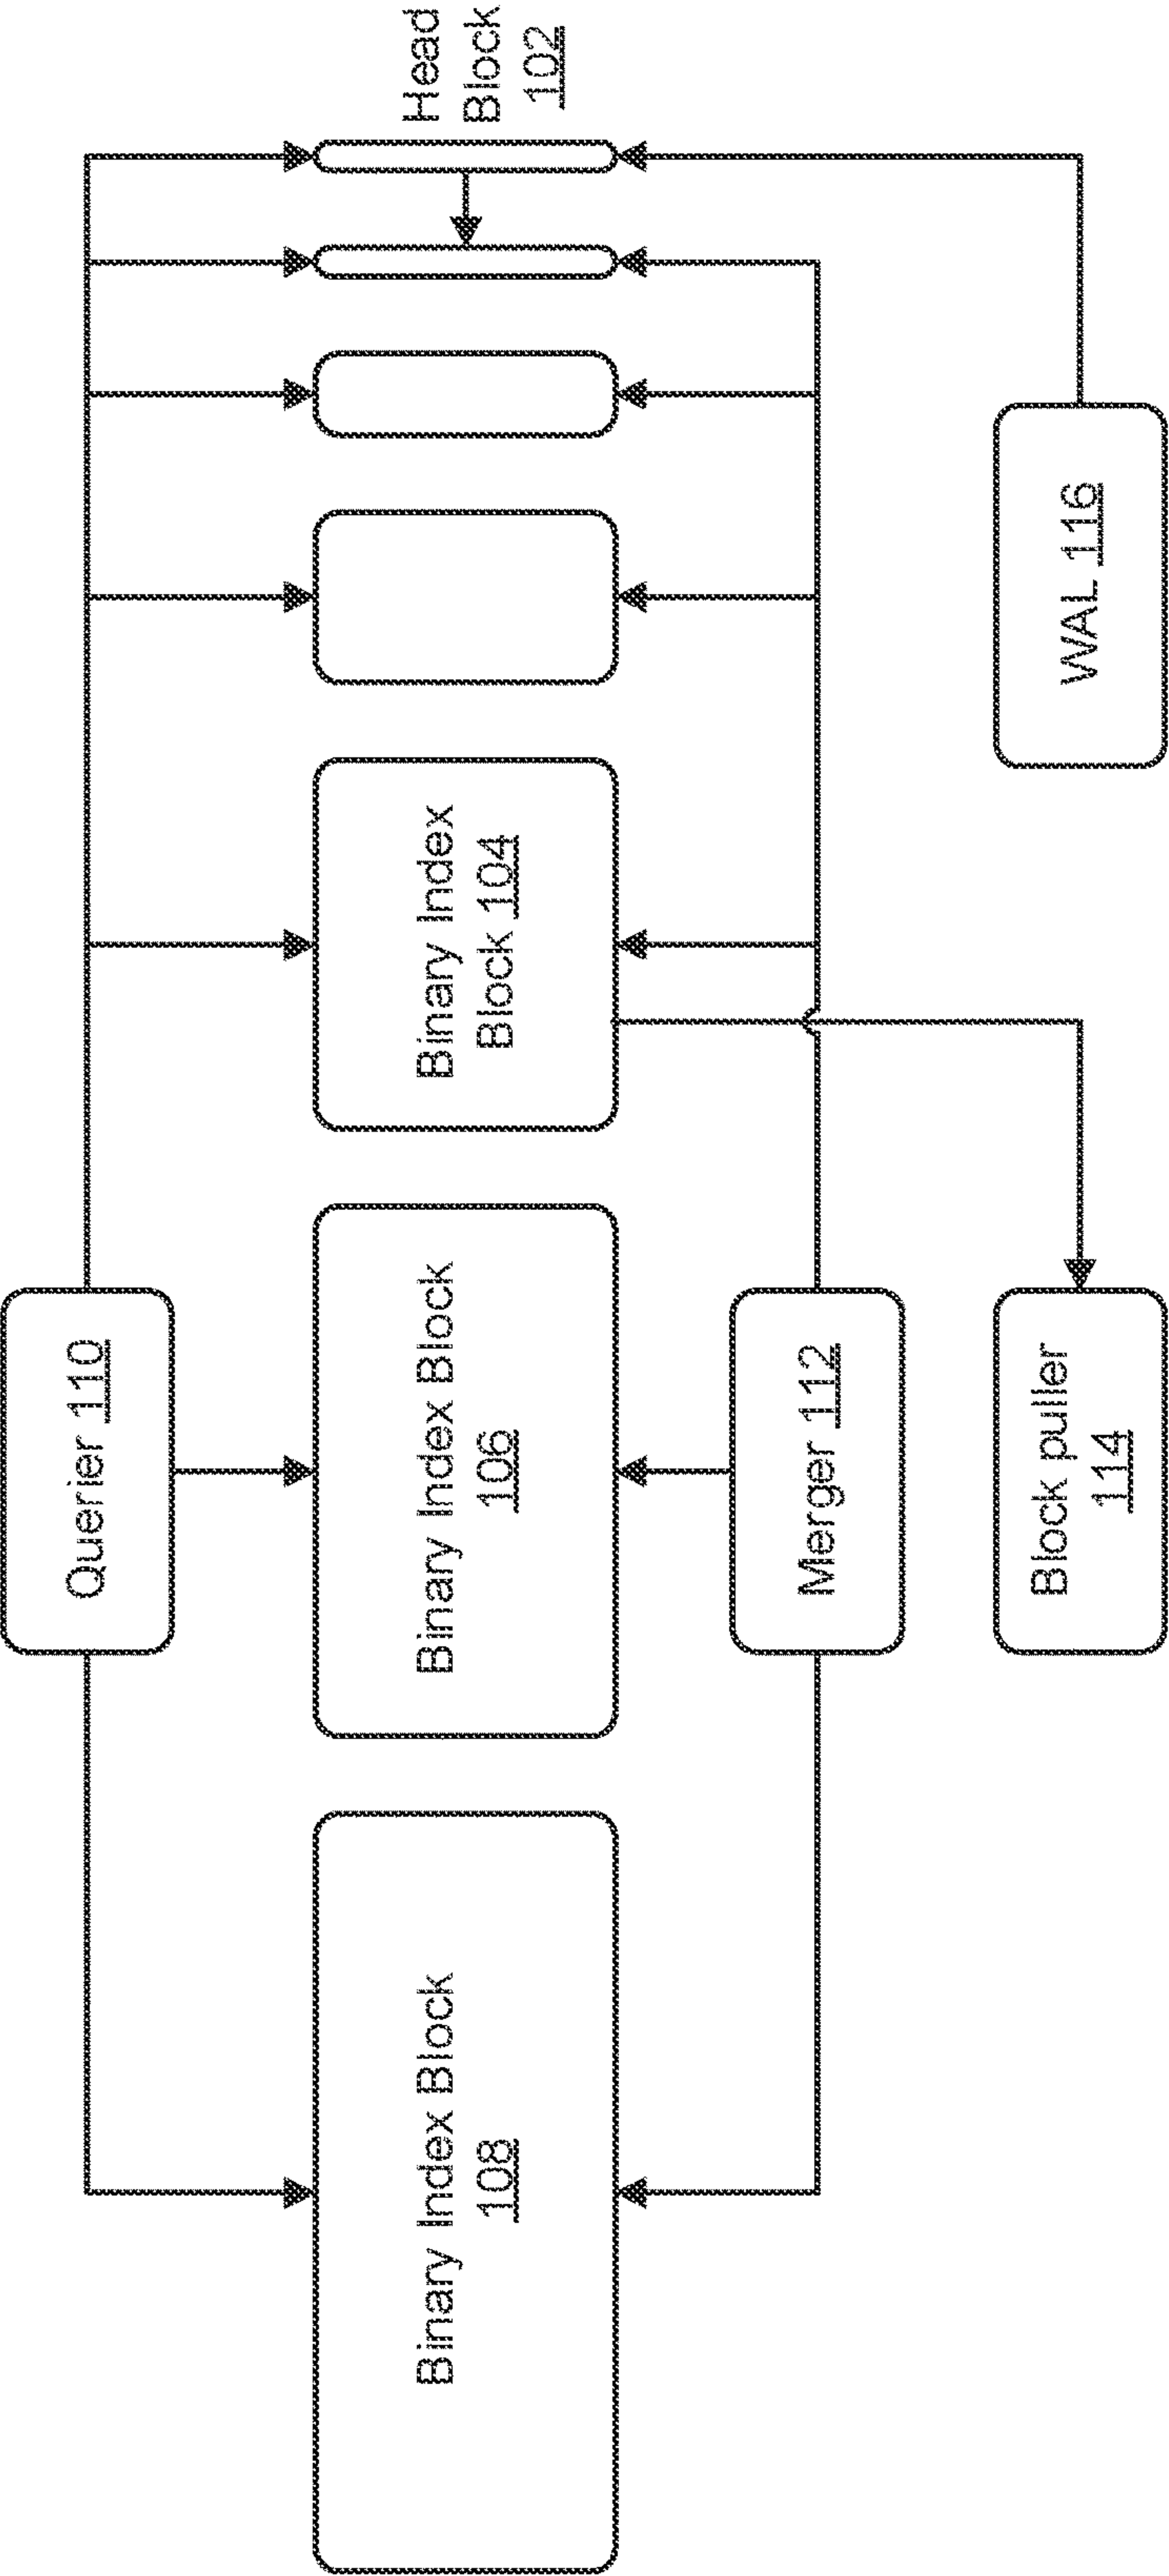 Querier 110
Binary Index Block
108
Binary Index Block
106
Binary Index
Block 104
Head
Block
102
Merger 112
Block puller
114
WAL 116